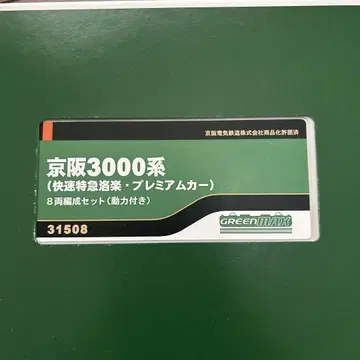 京阪電気鉄道株式会社商品化許諾済
京阪3000系
(快速特急洛楽・プレミアムカー)
8両編成セット(動力付き)
31508
GREENMAX